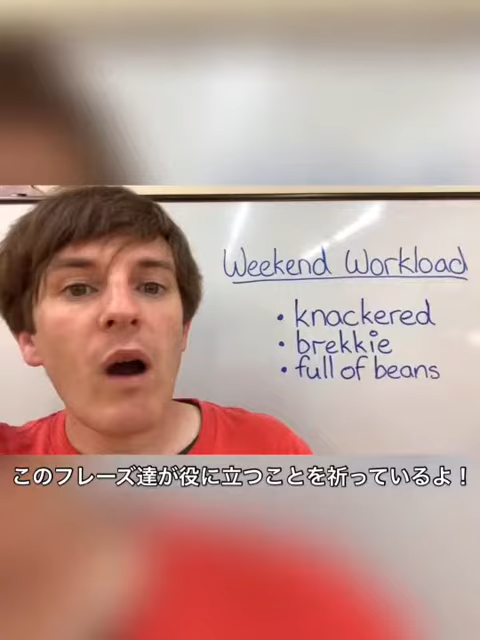 Weekend Workload
• knackered
• brekkie
• full of beans
このフレーズ達が役に立つことを祈っているよ！